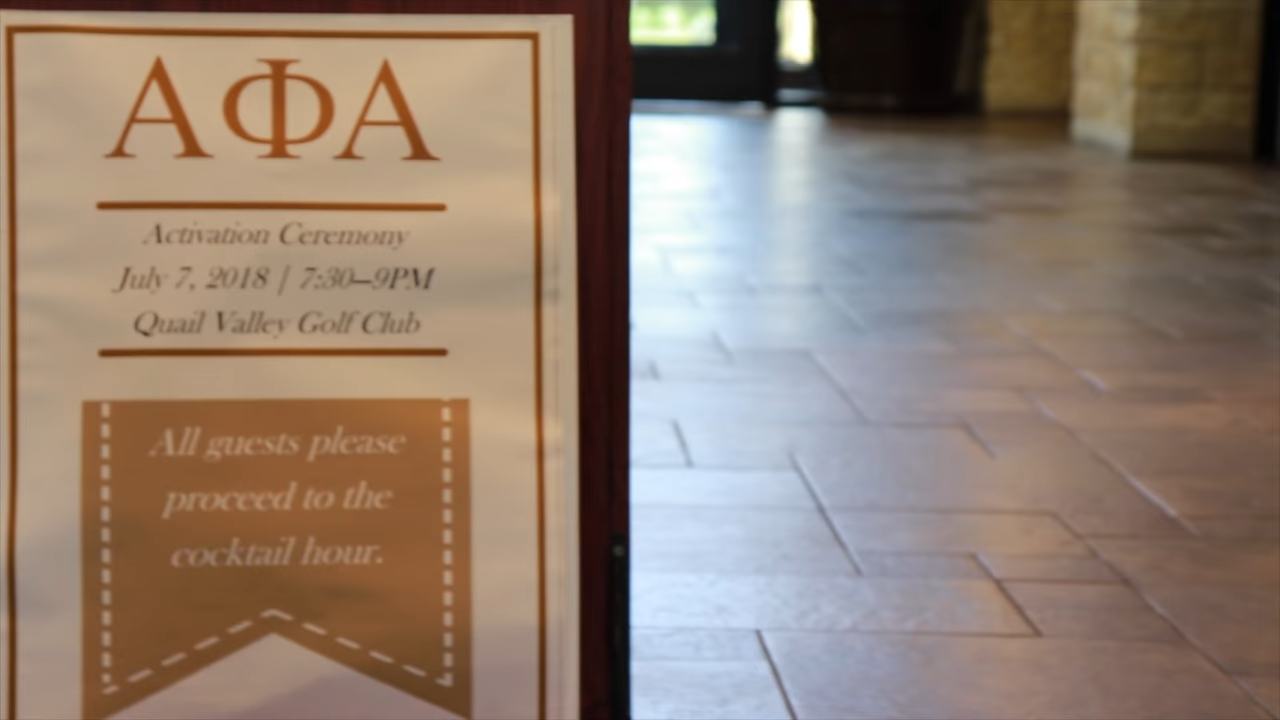 ΑΦΑ
Activation Ceremony
July 7, 2018 | 7:30–9PM
Quail Valley Golf Club
All guests please
proceed to the
cocktail hour.